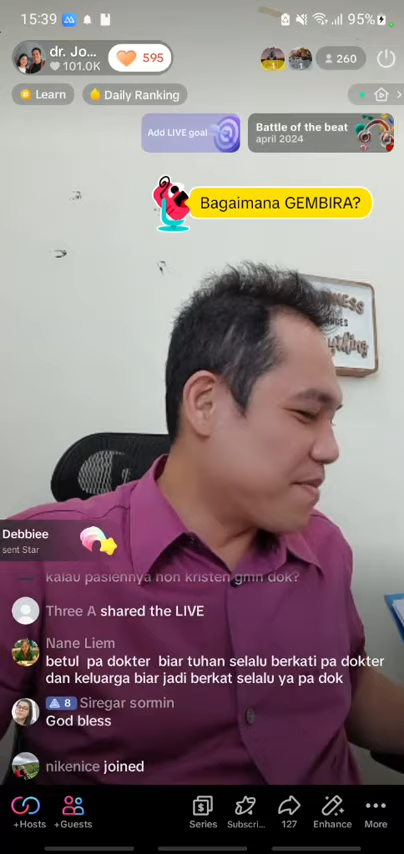 15:39
95%
dr. Jo...
101.0K
595
260
Learn
Daily Ranking
Add LIVE goal
Battle of the beat
april 2024
Bagaimana GEMBIRA?
Debbiee
sent Star
kalau pasiennya non kristen gmn dok?
Three A shared the LIVE
Nane Liem
betul pa dokter biar tuhan selalu berkati pa dokter
dan keluarga biar jadi berkat selalu ya pa dok
8 Siregar sormin
God bless
nikenice joined
+Hosts
+Guests
Series
Subscri...
127
Enhance
More